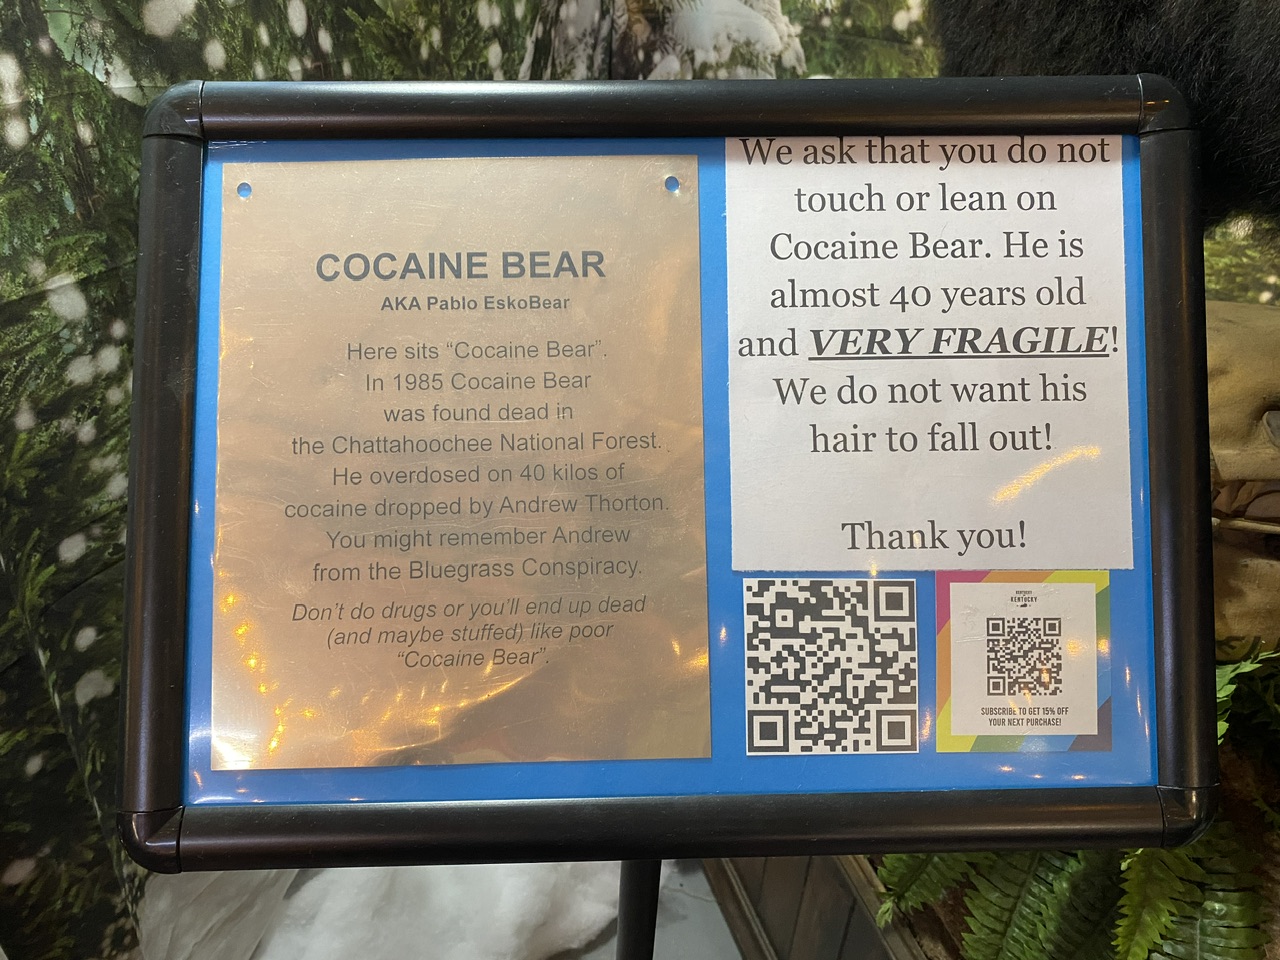 COCAINE BEAR
AKA Pablo EskoBear
Here sits “Cocaine Bear”.
In 1985 Cocaine Bear
was found dead in
the Chattahoochee National Forest.
He overdosed on 40 kilos of
cocaine dropped by Andrew Thorton.
You might remember Andrew
from the Bluegrass Conspiracy.
Don’t do drugs or you’ll end up dead
(and maybe stuffed) like poor
“Cocaine Bear”.
We ask that you do not
touch or lean on
Cocaine Bear. He is
almost 40 years old
and VERY FRAGILE!
We do not want his
hair to fall out!
Thank you!
KENTUCKY
SUBSCRIBE TO GET 15% OFF
YOUR NEXT PURCHASE!